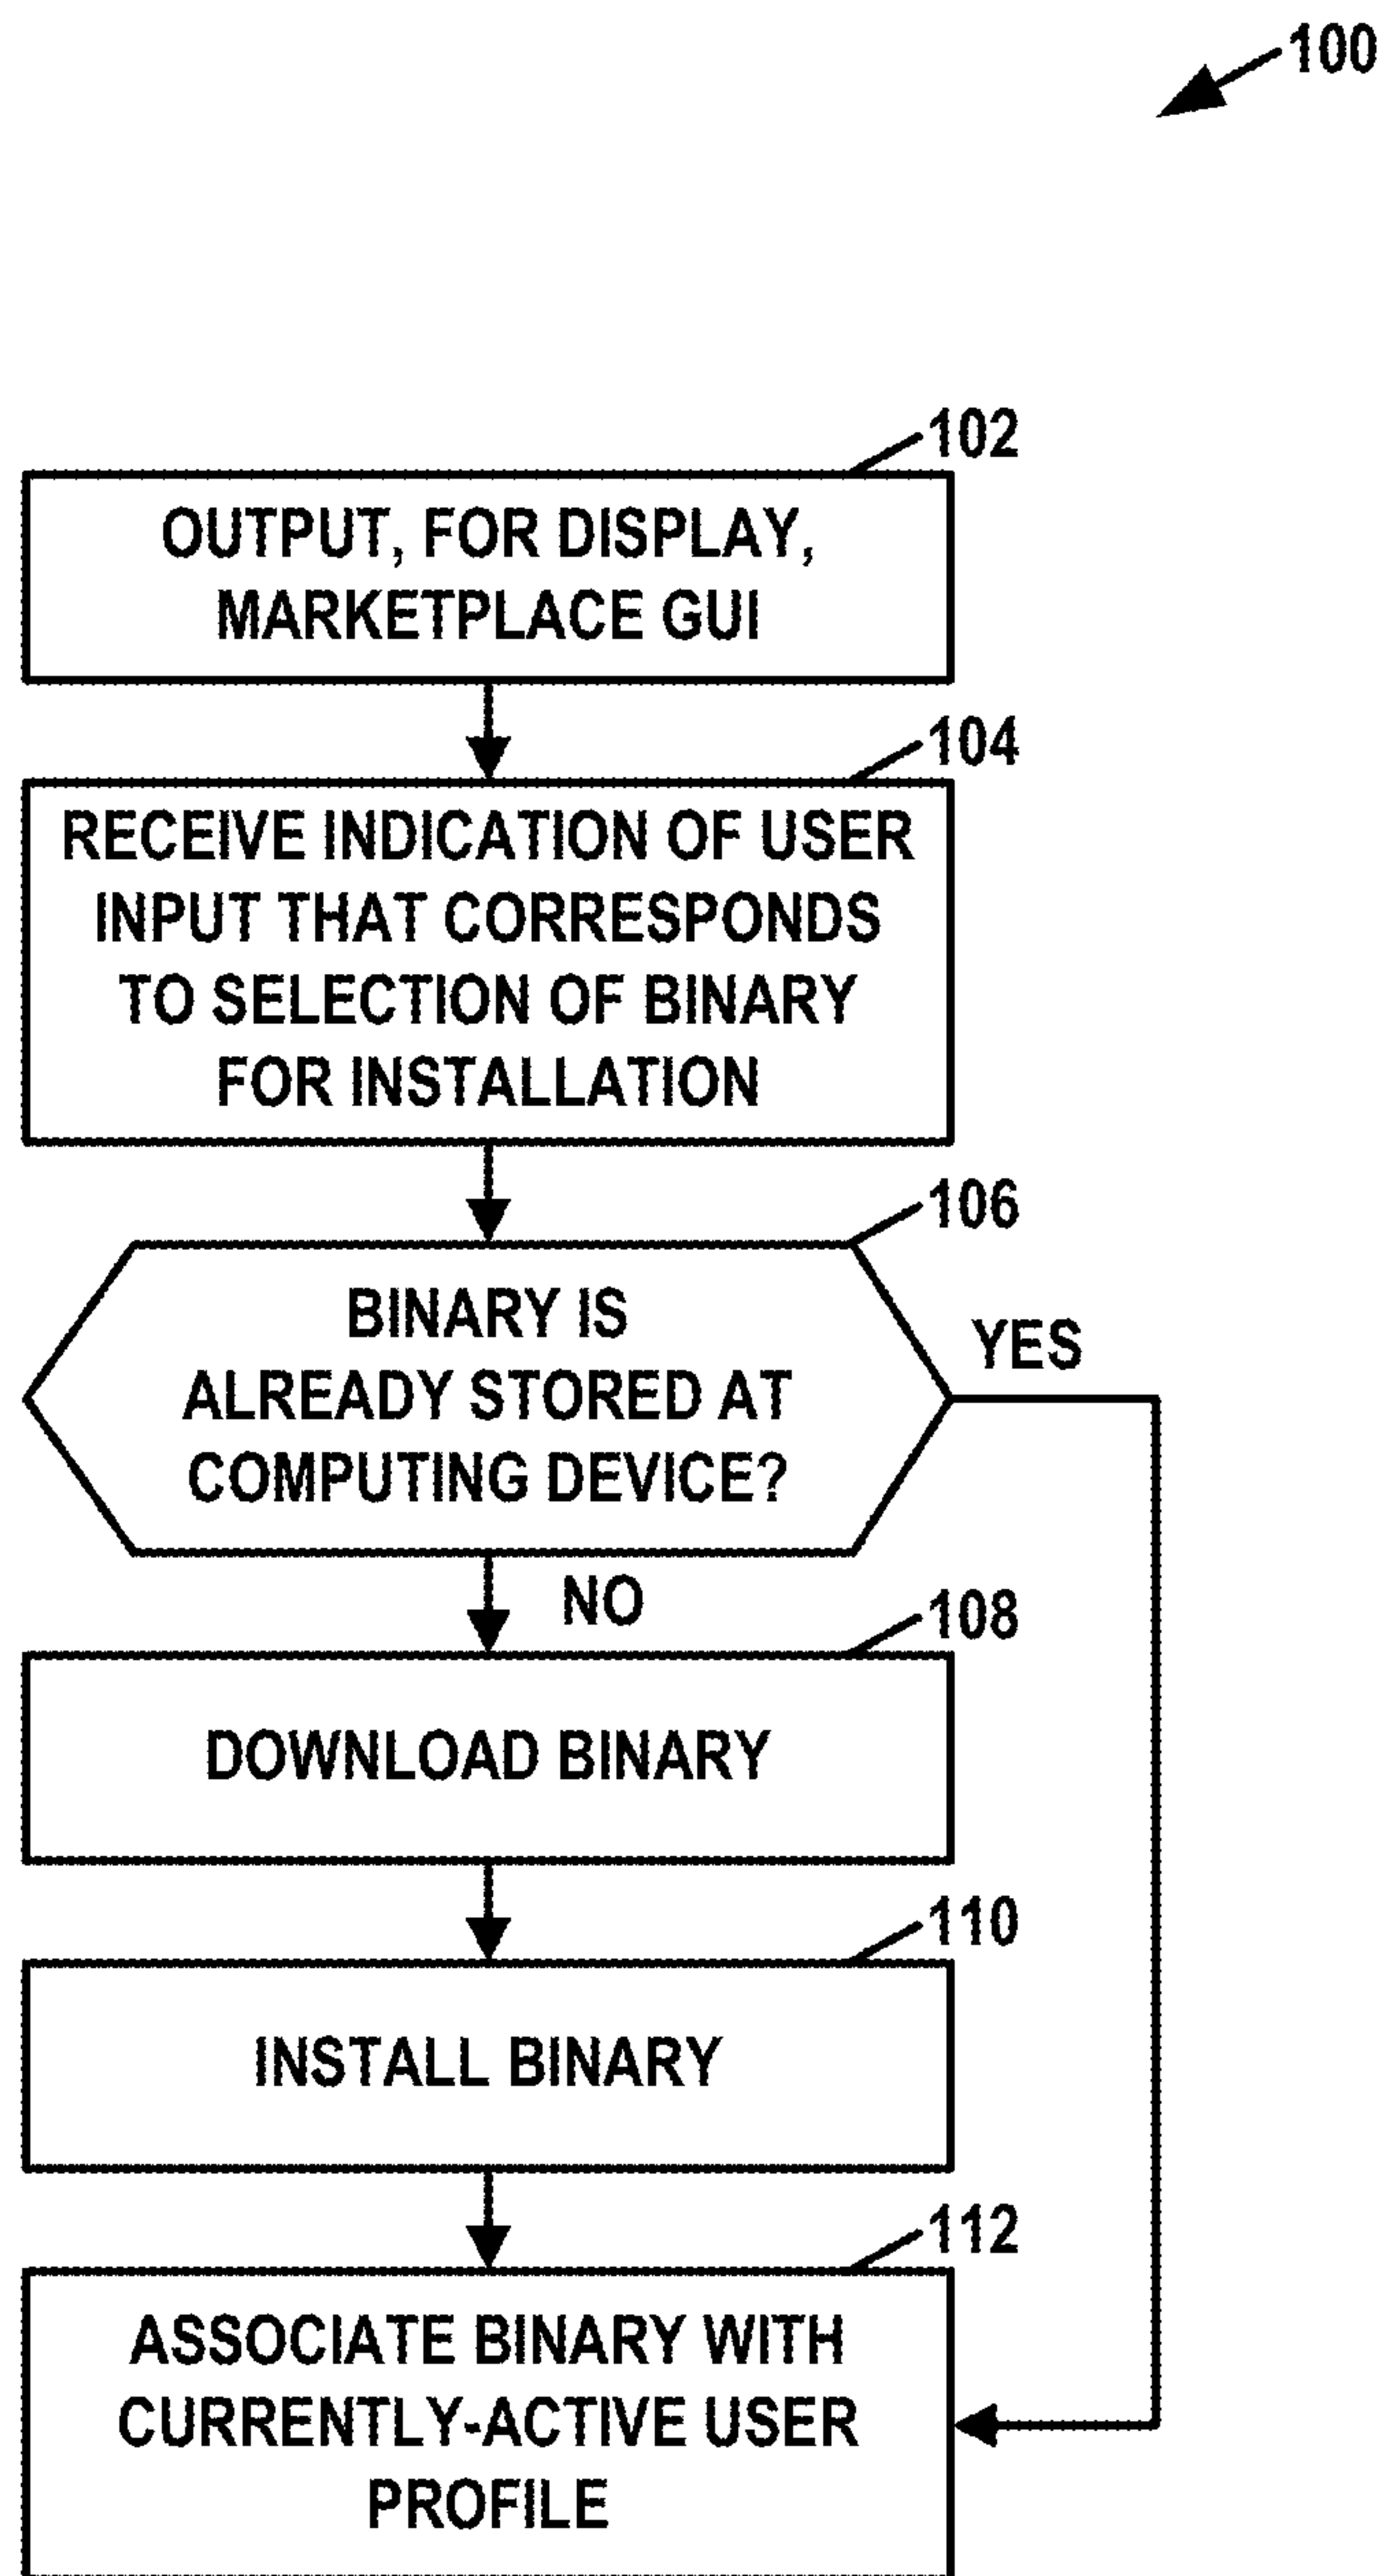 100
102
OUTPUT, FOR DISPLAY,
MARKETPLACE GUI
104
RECEIVE INDICATION OF USER
INPUT THAT CORRESPONDS
TO SELECTION OF BINARY
FOR INSTALLATION
106
BINARY IS
ALREADY STORED AT
COMPUTING DEVICE?
YES
NO
108
DOWNLOAD BINARY
110
INSTALL BINARY
112
ASSOCIATE BINARY WITH
CURRENTLY-ACTIVE USER
PROFILE